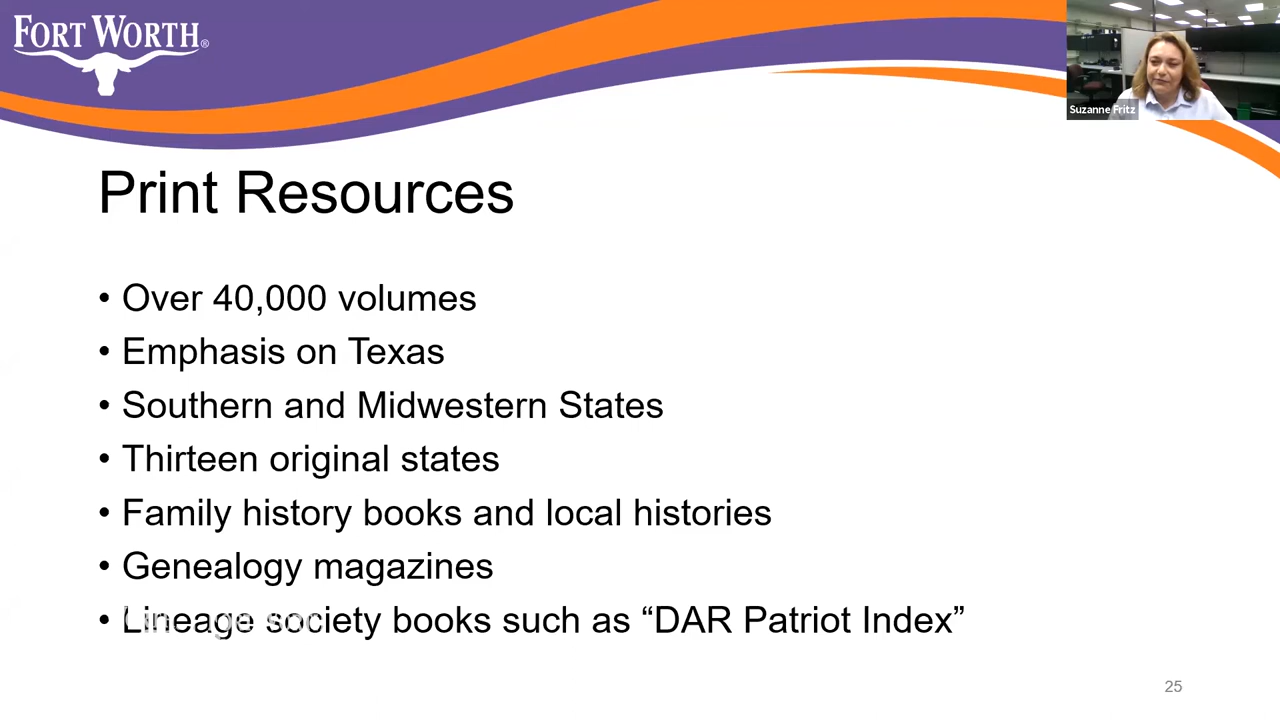 FORT WORTH®
Suzanne Fritz
Print Resources
• Over 40,000 volumes
• Emphasis on Texas
• Southern and Midwestern States
• Thirteen original states
• Family history books and local histories
• Genealogy magazines
• Lineage society books such as “DAR Patriot Index”
25